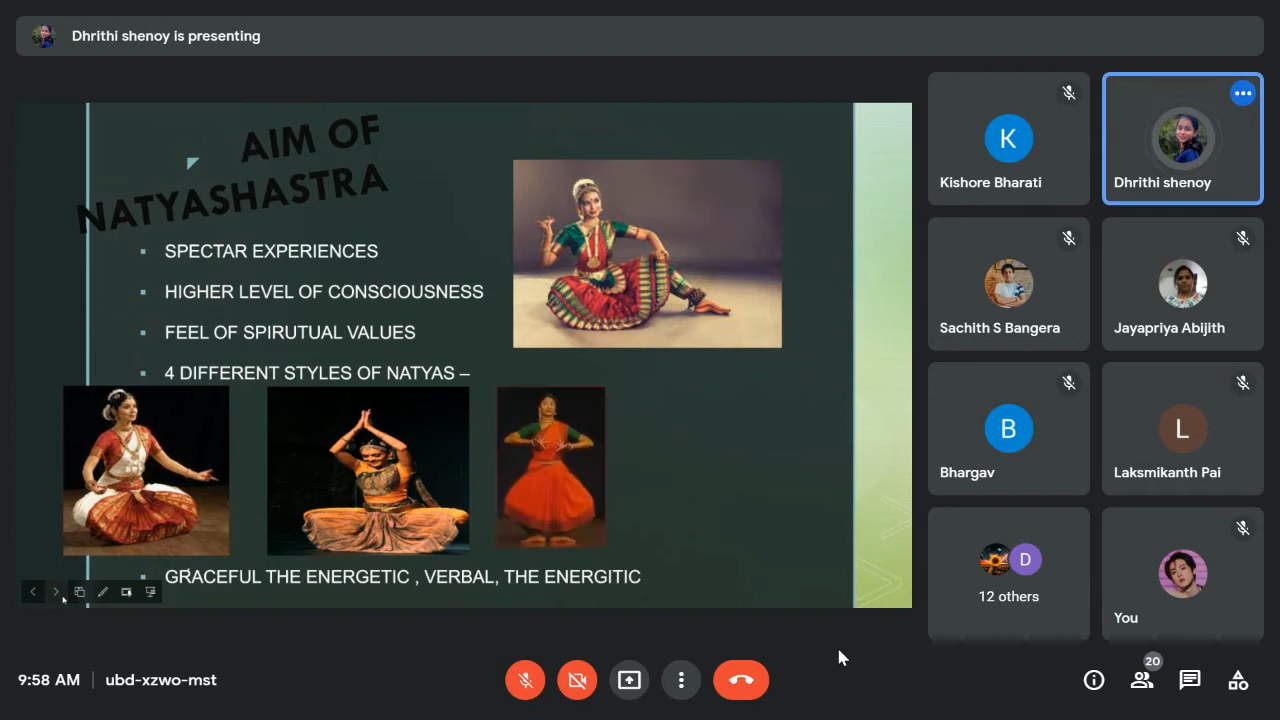 Dhrithi shenoy is presenting
AIM OF
NATYASHASTRA
SPECTAR EXPERIENCES
HIGHER LEVEL OF CONSCIOUSNESS
FEEL OF SPIRUTUAL VALUES
4 DIFFERENT STYLES OF NATYAS –
GRACEFUL THE ENERGETIC , VERBAL, THE ENERGITIC
K
Kishore Bharati
Dhrithi shenoy
Sachith S Bangera
Jayapriya Abijith
B
Bhargav
L
Laksmikanth Pai
D
12 others
You
9:58 AM | ubd-xzwo-mst
20